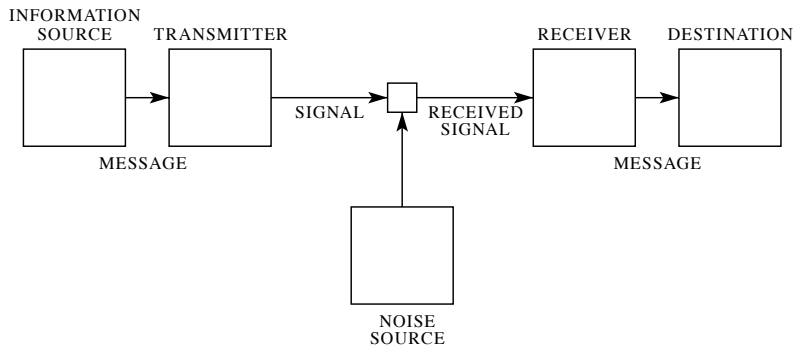 INFORMATION
SOURCE
TRANSMITTER
RECEIVER
DESTINATION
SIGNAL
RECEIVED
SIGNAL
MESSAGE
MESSAGE
NOISE
SOURCE